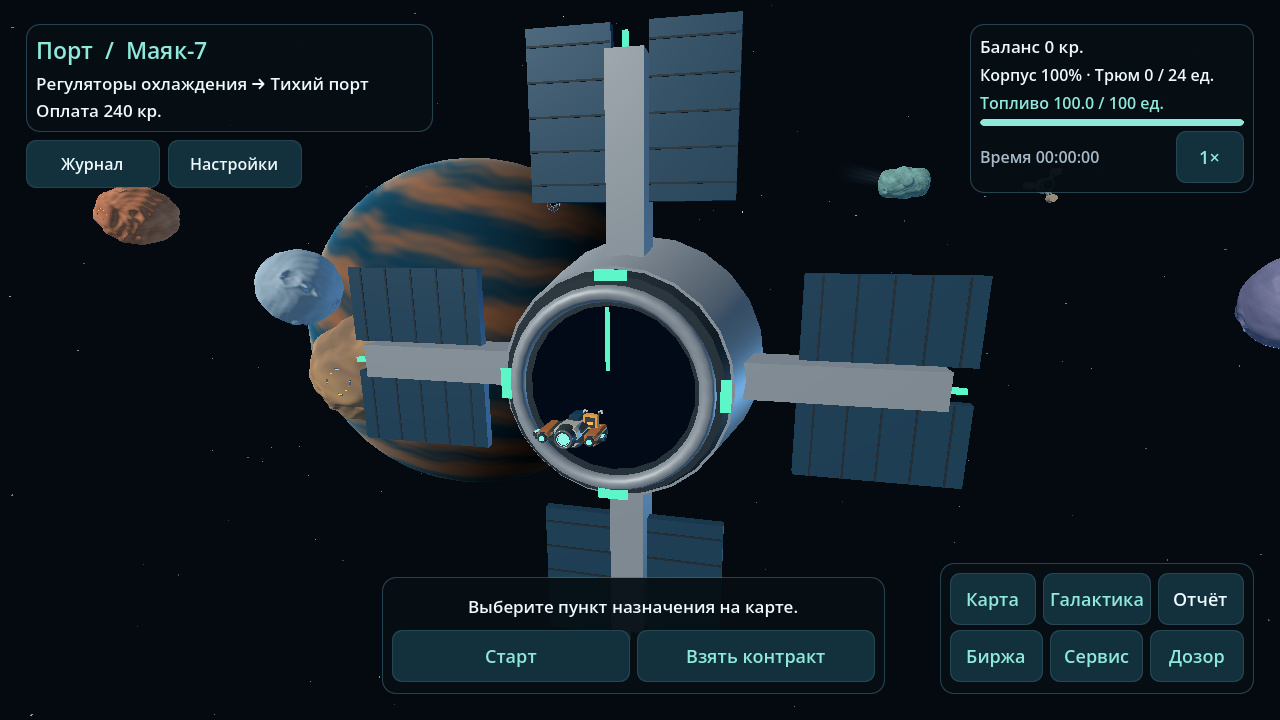 Порт / Маяк-7
Регуляторы охлаждения → Тихий порт
Оплата 240 кр.
Журнал
Настройки
Баланс 0 кр.
Корпус 100% · Трюм 0 / 24 ед.
Топливо 100.0 / 100 ед.
Время 00:00:00
1×
Выберите пункт назначения на карте.
Старт
Взять контракт
Карта
Галактика
Отчёт
Биржа
Сервис
Дозор